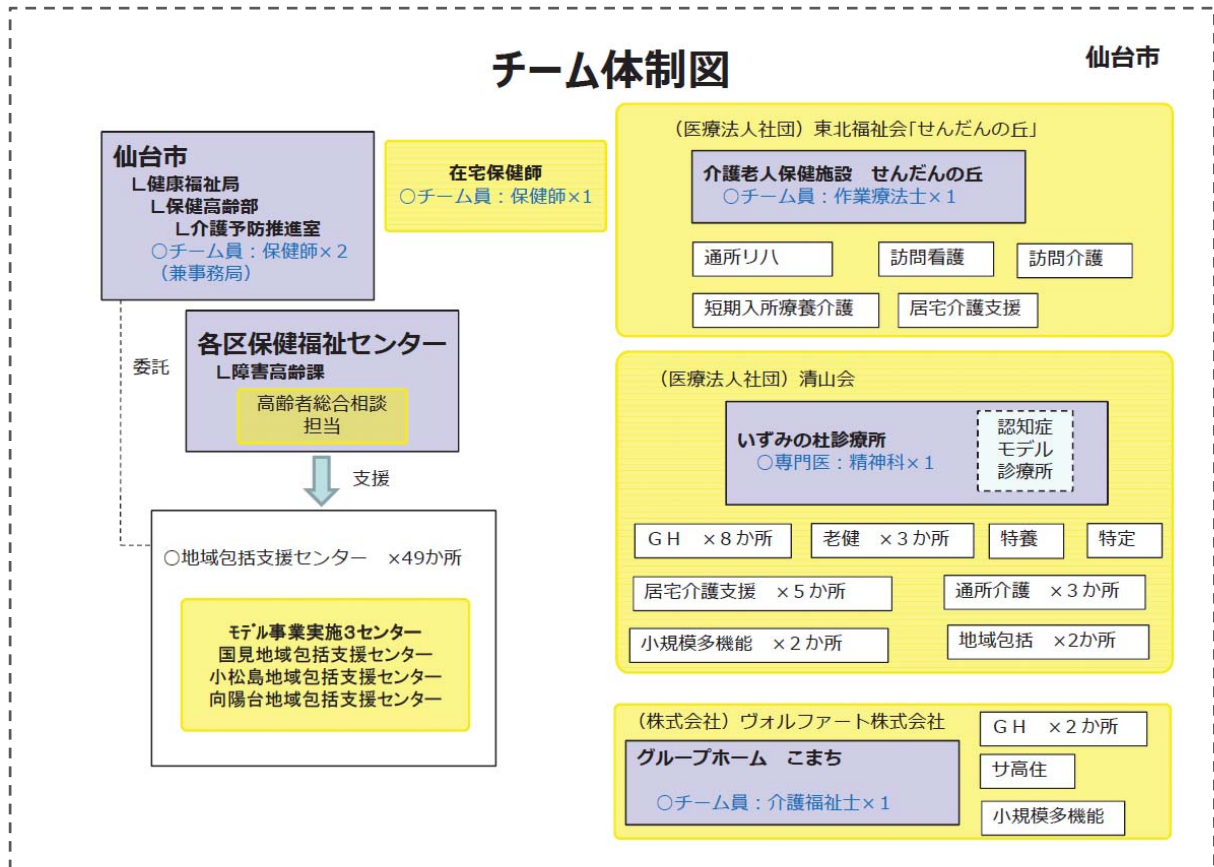 チーム体制図
仙台市
仙台市
∟健康福祉局
∟保健高齢部
∟介護予防推進室
○チーム員：保健師×2
（兼事務局）
在宅保健師
○チーム員：保健師×1
各区保健福祉センター
∟障害高齢課
高齢者総合相談
担当
委託
支援
○地域包括支援センター　×49か所
ﾓﾃﾞﾙ事業実施3センター
国見地域包括支援センター
小松島地域包括支援センター
向陽台地域包括支援センター
（医療法人社団）東北福祉会「せんだんの丘」
介護老人保健施設　せんだんの丘
○チーム員：作業療法士×１
通所リハ
訪問看護
訪問介護
短期入所療養介護
居宅介護支援
（医療法人社団）清山会
いずみの杜診療所
○専門医：精神科×１
認知症
モデル
診療所
ＧＨ　×８か所
老健　×３か所
特養
特定
居宅介護支援　×５か所
通所介護　×３か所
小規模多機能　×２か所
地域包括　×2か所
（株式会社）ヴォルファート株式会社
グループホーム　こまち
○チーム員：介護福祉士×１
ＧＨ　×２か所
サ高住
小規模多機能